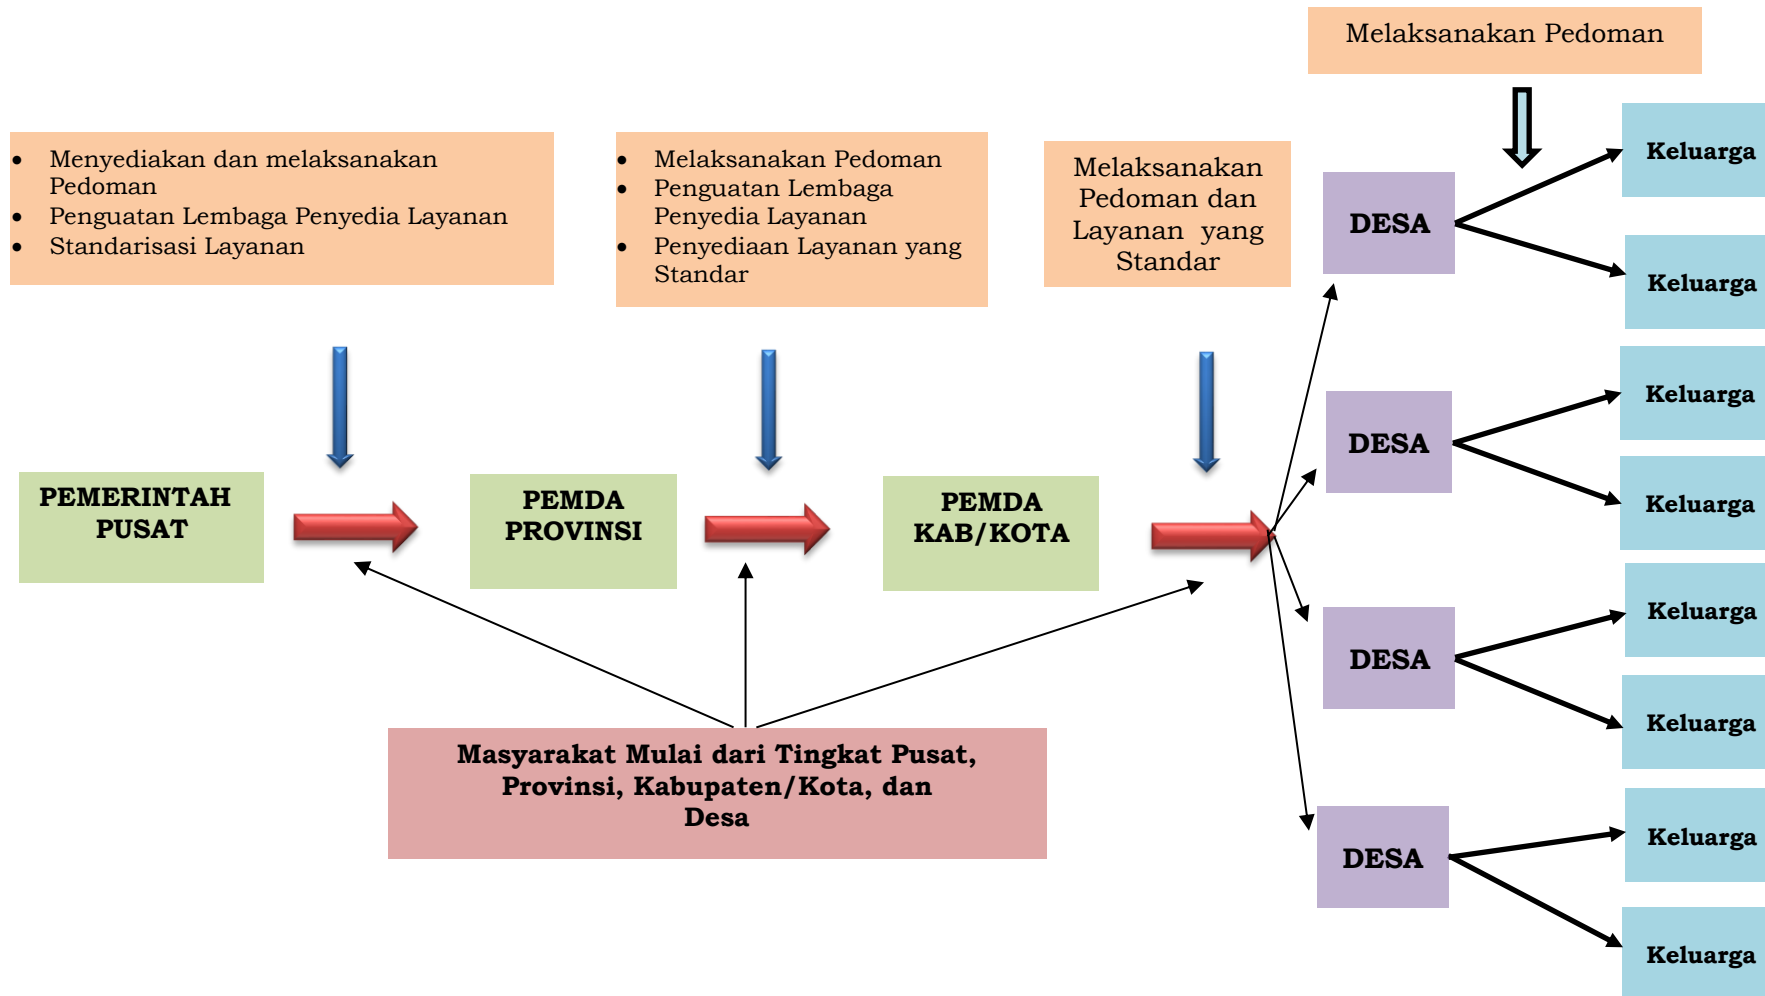 Melaksanakan Pedoman
• Menyediakan dan melaksanakan
Pedoman
• Penguatan Lembaga Penyedia Layanan
• Standarisasi Layanan
• Melaksanakan Pedoman
• Penguatan Lembaga
Penyedia Layanan
• Penyediaan Layanan yang
Standar
Melaksanakan
Pedoman dan
Layanan yang
Standar
PEMERINTAH
PUSAT
PEMDA
PROVINSI
PEMDA
KAB/KOTA
DESA
Keluarga
Keluarga
DESA
Keluarga
Keluarga
DESA
Keluarga
Keluarga
DESA
Keluarga
Keluarga
Masyarakat Mulai dari Tingkat Pusat,
Provinsi, Kabupaten/Kota, dan
Desa